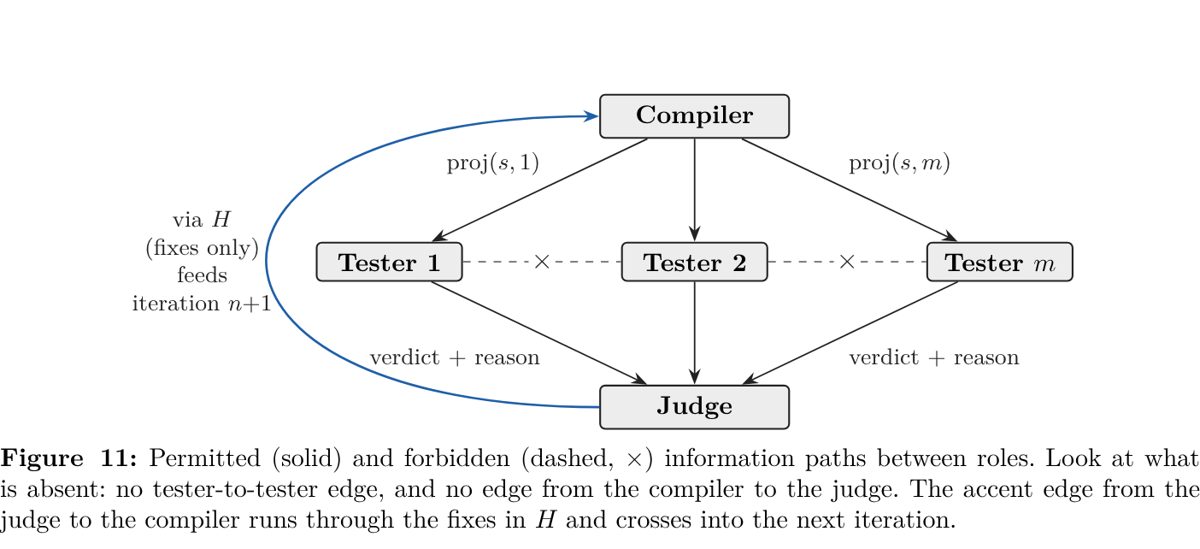 Compiler
proj(s, 1)
proj(s, m)
via H
(fixes only)
feeds
iteration n+1
Tester 1
×
Tester 2
×
Tester m
verdict + reason
verdict + reason
Judge
Figure 11: Permitted (solid) and forbidden (dashed, ×) information paths between roles. Look at what
is absent: no tester-to-tester edge, and no edge from the compiler to the judge. The accent edge from the
judge to the compiler runs through the fixes in H and crosses into the next iteration.